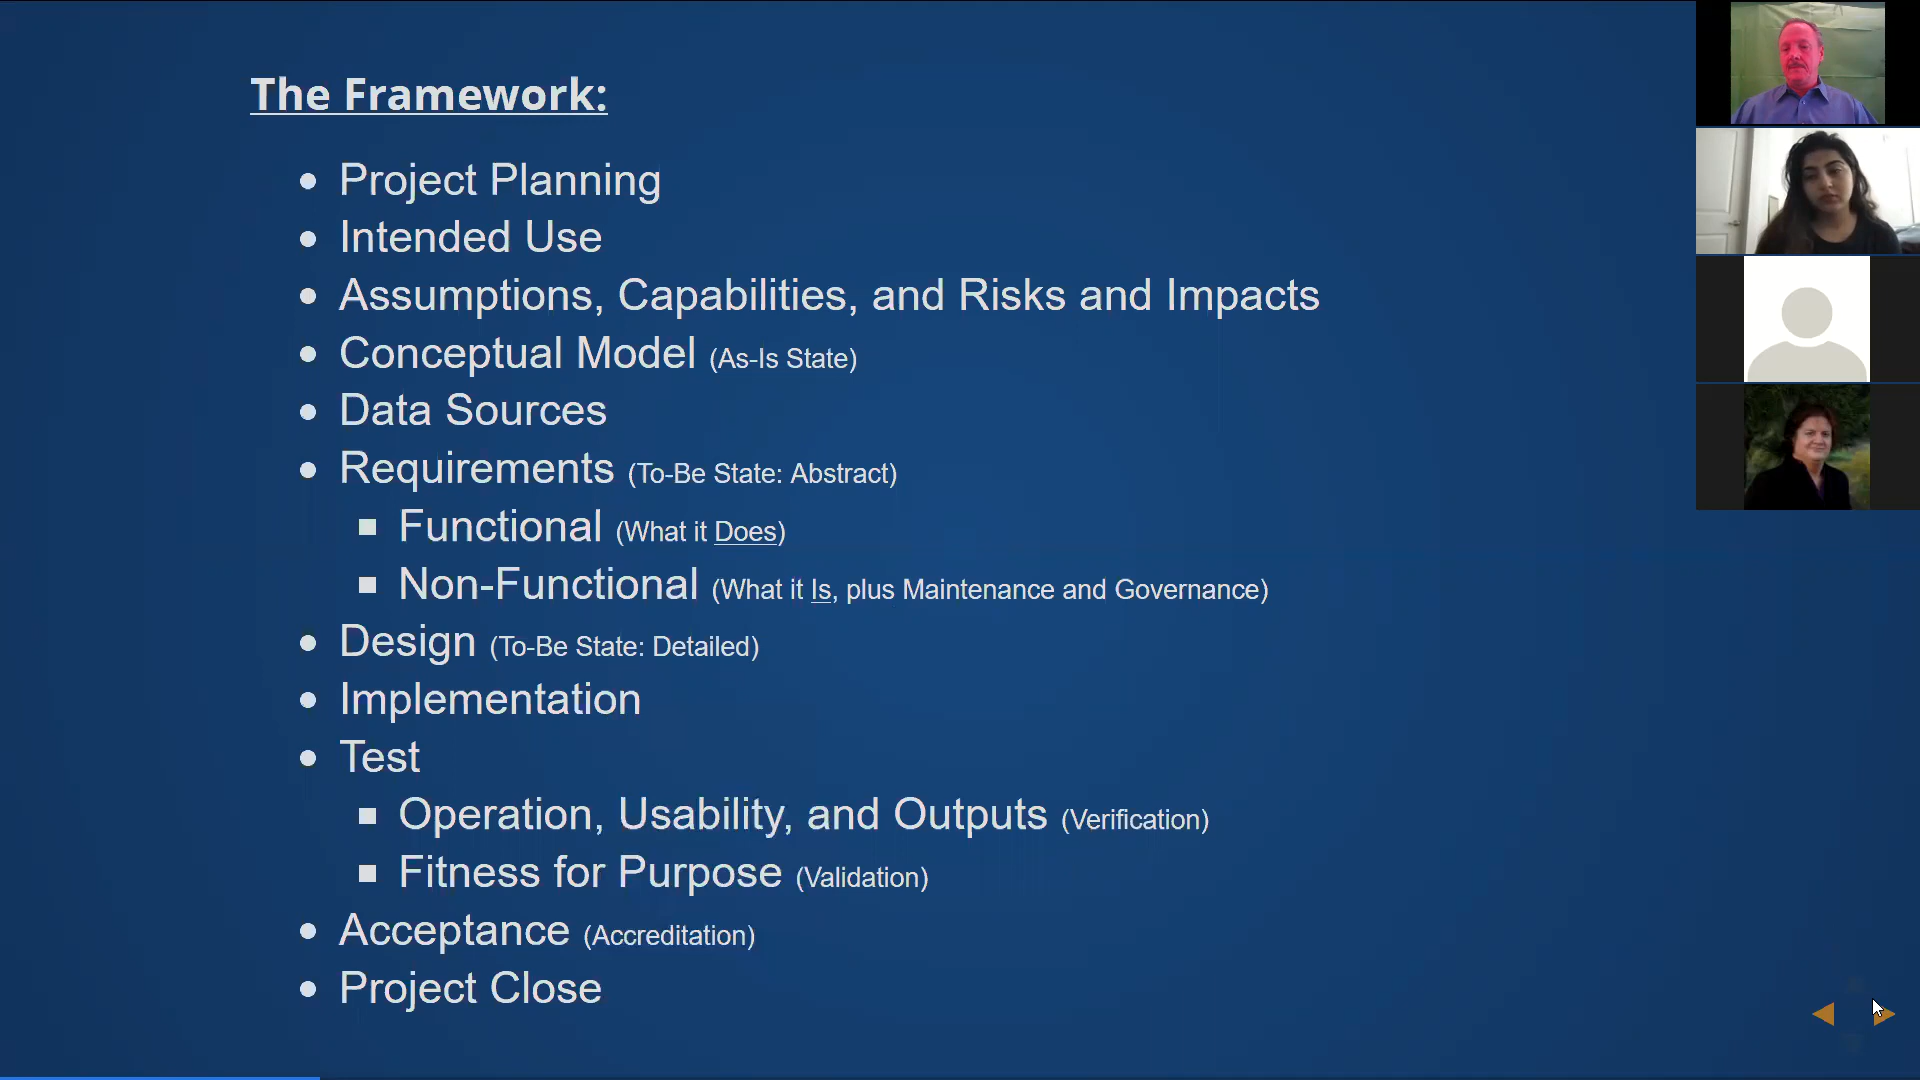 The Framework:
Project Planning
Intended Use
Assumptions, Capabilities, and Risks and Impacts
Conceptual Model (As-Is State)
Data Sources
Requirements (To-Be State: Abstract)
Functional (What it Does)
Non-Functional (What it Is, plus Maintenance and Governance)
Design (To-Be State: Detailed)
Implementation
Test
Operation, Usability, and Outputs (Verification)
Fitness for Purpose (Validation)
Acceptance (Accreditation)
Project Close